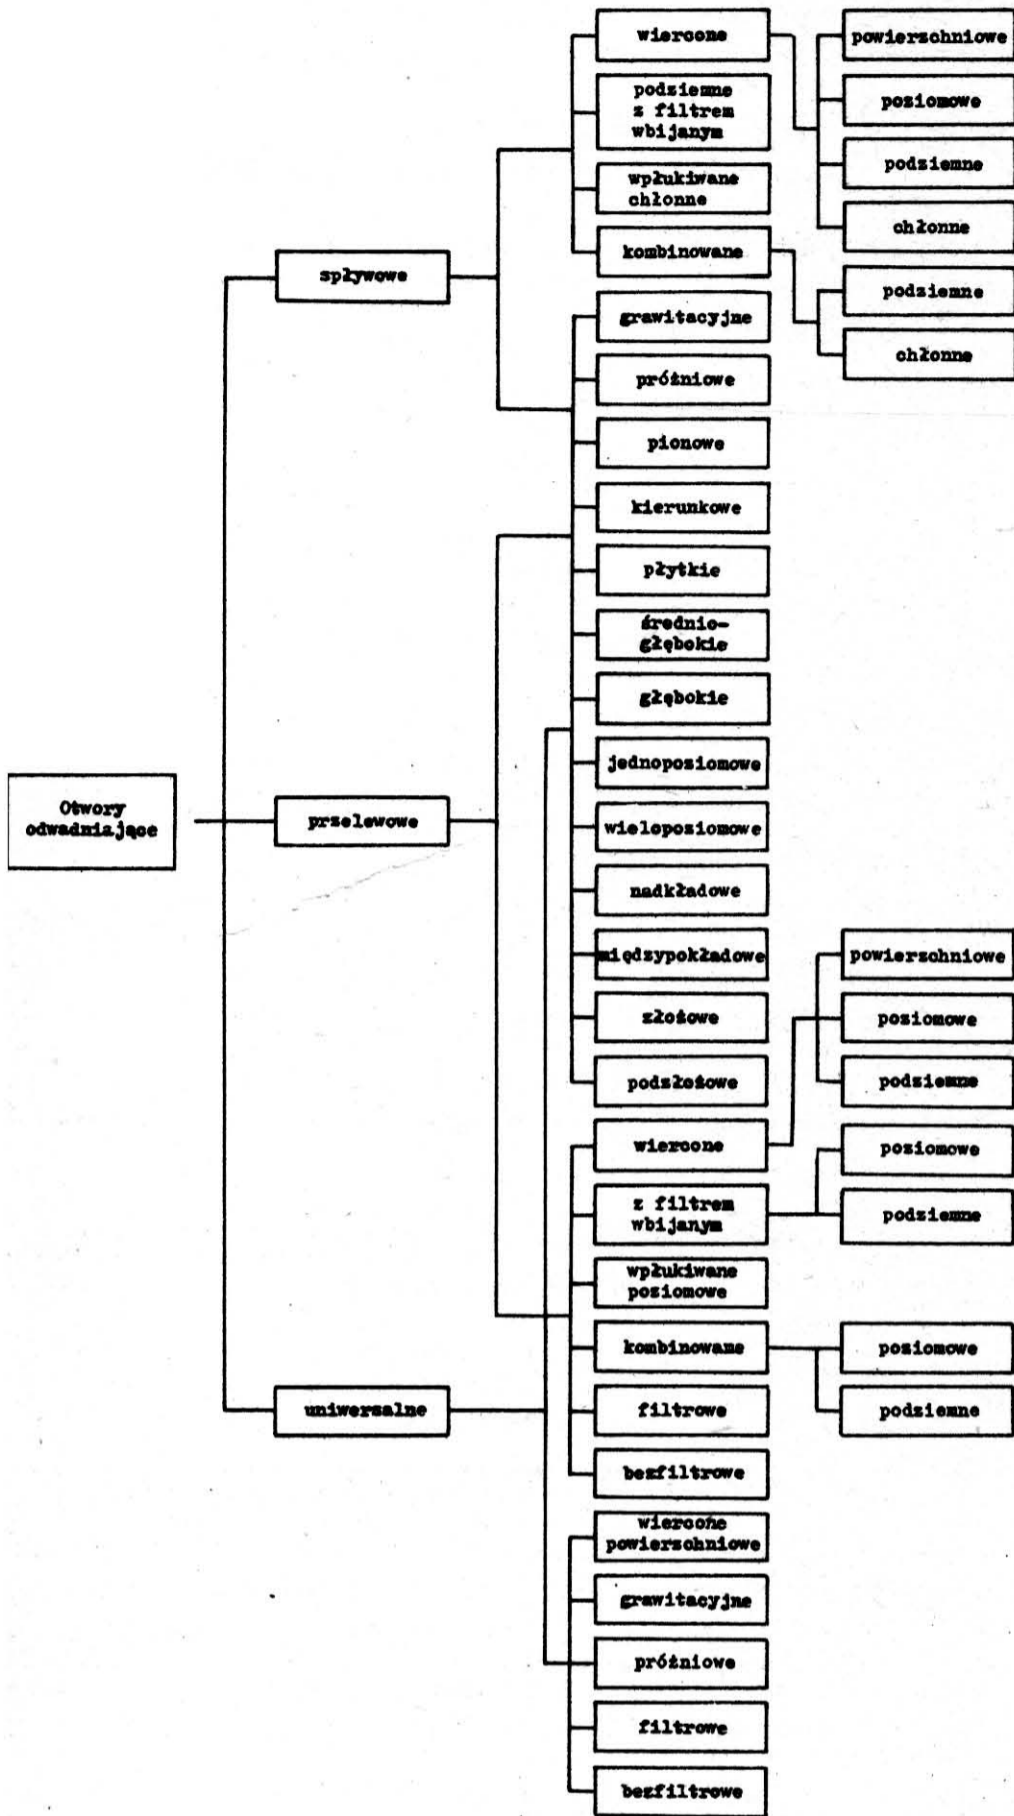 Otwory
odwadniające
spływowe
przelewowe
uniwersalne
wiercone
podziemne
z filtrem
wbijanym
wpłukiwane
chłonne
kombinowane
grawitacyjne
próżniowe
pionowe
kierunkowe
płytkie
średnio-
głębokie
głębokie
jednopoziomowe
wielopoziomowe
nadkładowe
międzypokładowe
złożowe
podzłożowe
wiercone
z filtrem
wbijanym
wpłukiwane
poziomowe
kombinowane
filtrowe
bezfiltrowe
wiercone
powierzchniowe
grawitacyjne
próżniowe
filtrowe
bezfiltrowe
powierzchniowe
poziomowe
podziemne
chłonne
podziemne
chłonne
powierzchniowe
poziomowe
podziemne
poziomowe
podziemne
poziomowe
podziemne